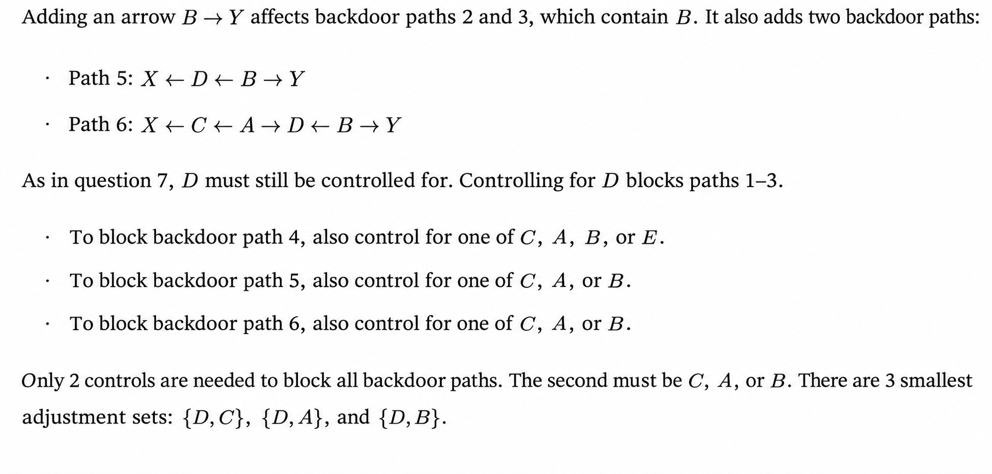 Adding an arrow B → Y affects backdoor paths 2 and 3, which contain B. It also adds two backdoor paths:
· Path 5: X ← D ← B → Y
· Path 6: X ← C ← A → D ← B → Y
As in question 7, D must still be controlled for. Controlling for D blocks paths 1–3.
· To block backdoor path 4, also control for one of C, A, B, or E.
· To block backdoor path 5, also control for one of C, A, or B.
· To block backdoor path 6, also control for one of C, A, or B.
Only 2 controls are needed to block all backdoor paths. The second must be C, A, or B. There are 3 smallest
adjustment sets: {D, C}, {D, A}, and {D, B}.